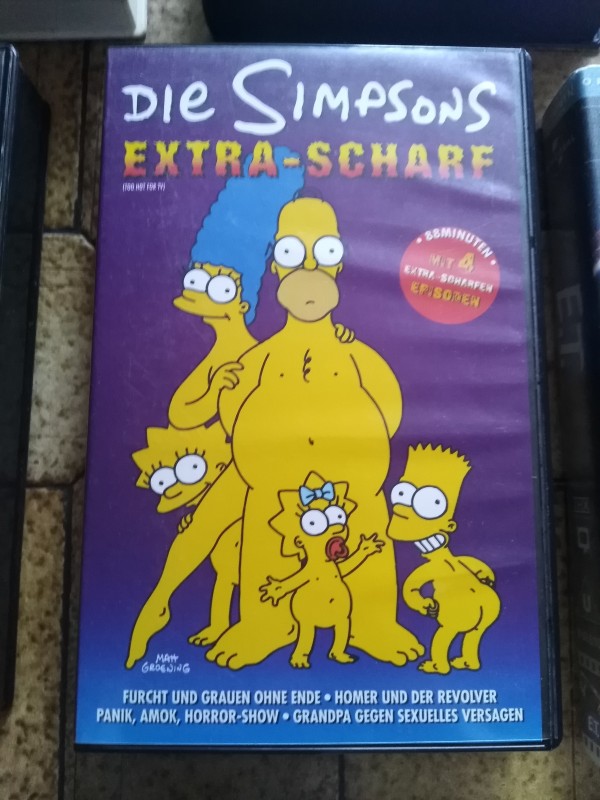 DIE SIMPSONS
EXTRA-SCHARF
(TOO HOT FOR TV)
• 88 MINUTEN •
MIT 4
EXTRA-SCHARFEN
EPISODEN
MATT
GROENING
FURCHT UND GRAUEN OHNE ENDE • HOMER UND DER REVOLVER
PANIK, AMOK, HORROR-SHOW • GRANDPA GEGEN SEXUELLES VERSAGEN